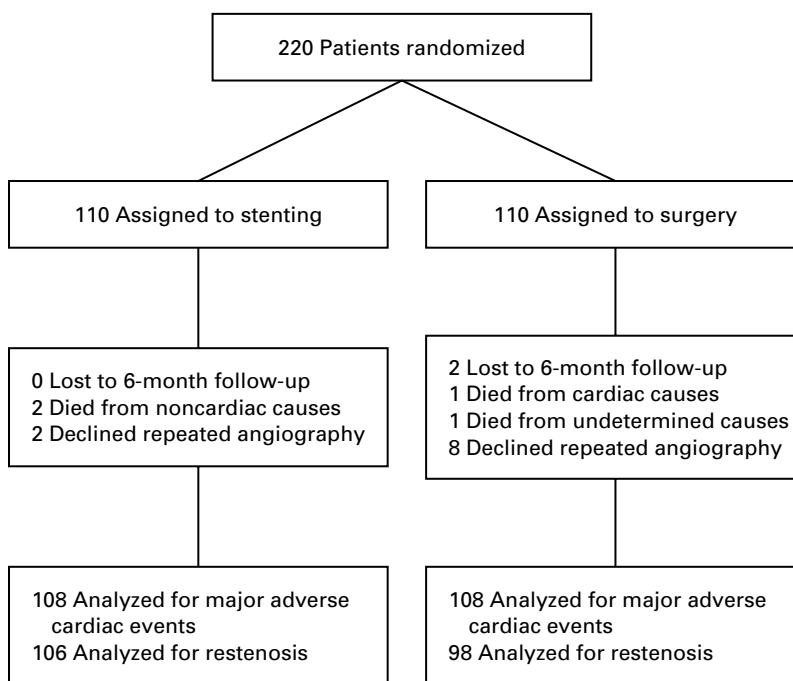 220 Patients randomized
110 Assigned to stenting
110 Assigned to surgery
0 Lost to 6-month follow-up
2 Died from noncardiac causes
2 Declined repeated angiography
2 Lost to 6-month follow-up
1 Died from cardiac causes
1 Died from undetermined causes
8 Declined repeated angiography
108 Analyzed for major adverse
cardiac events
106 Analyzed for restenosis
108 Analyzed for major adverse
cardiac events
98 Analyzed for restenosis